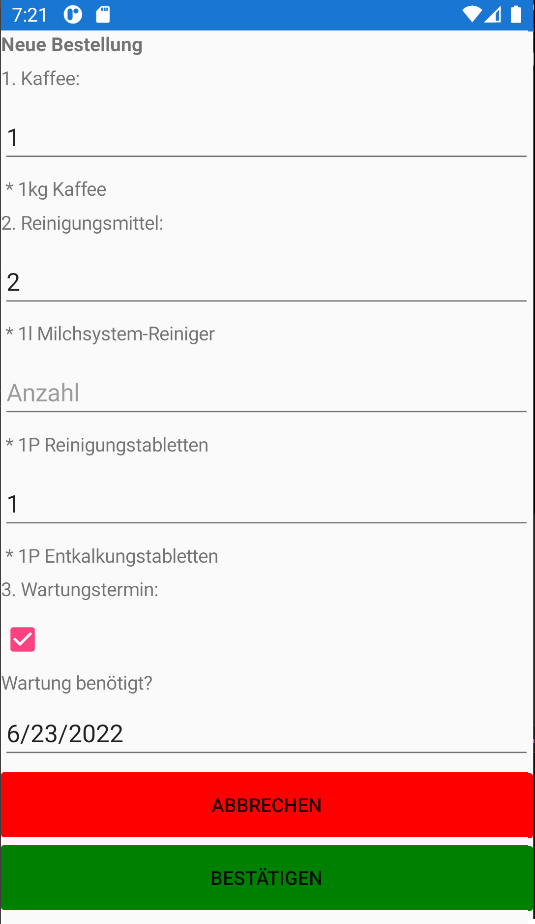 7:21
Neue Bestellung
1. Kaffee:
1
* 1kg Kaffee
2. Reinigungsmittel:
2
* 1l Milchsystem-Reiniger
Anzahl
* 1P Reinigungstabletten
1
* 1P Entkalkungstabletten
3. Wartungstermin:
Wartung benötigt?
6/23/2022
ABBRECHEN
BESTÄTIGEN